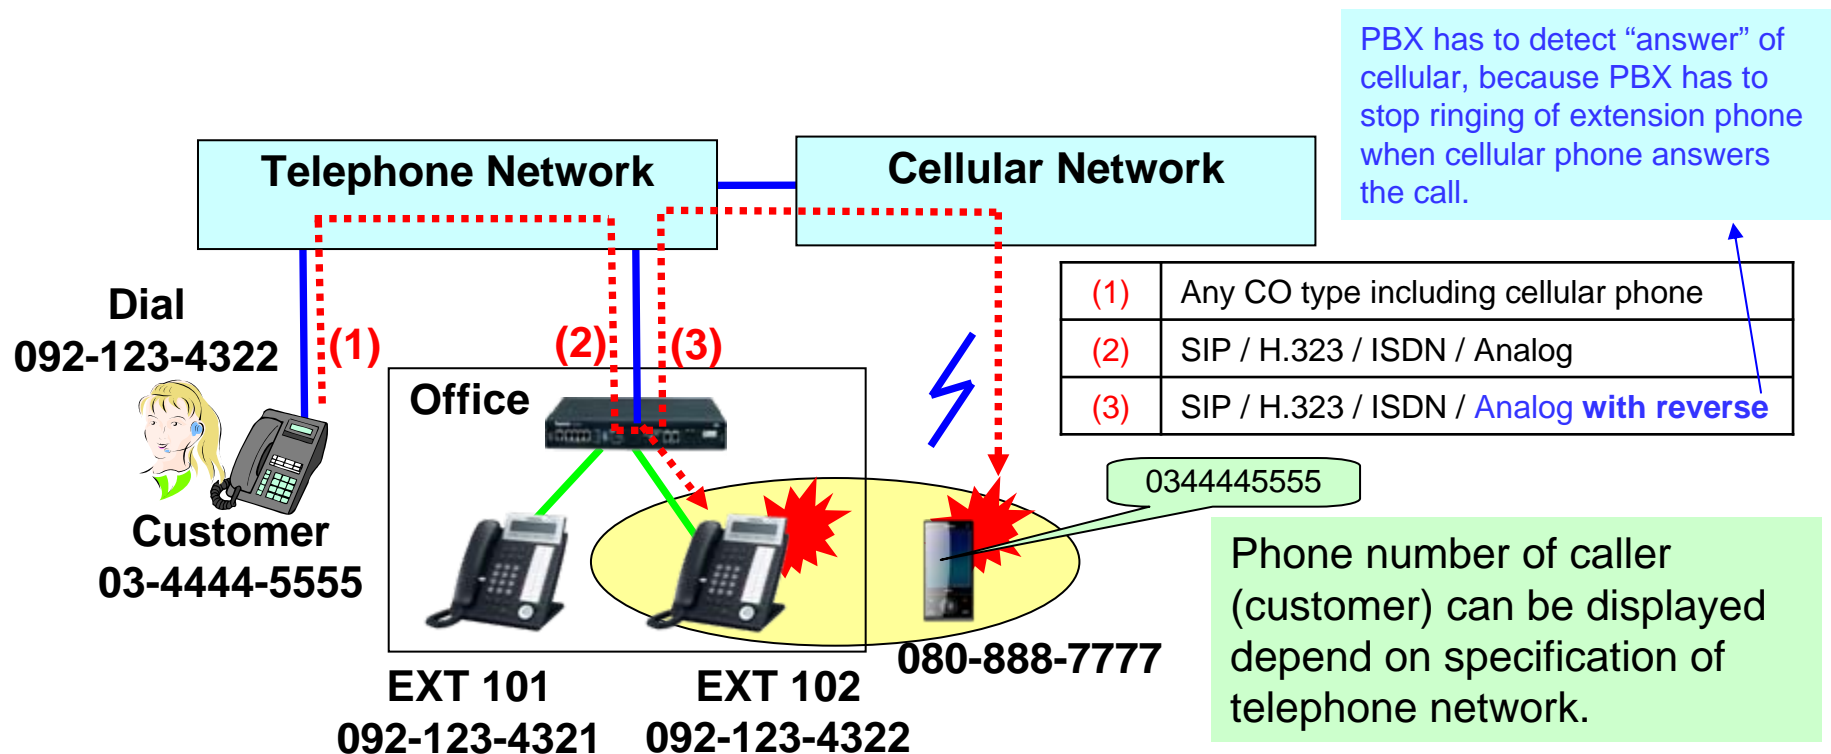 PBX has to detect “answer” of
cellular, because PBX has to
stop ringing of extension phone
when cellular phone answers
the call.
Telephone Network
Cellular Network
Dial
092-123-4322
(1)
(2)
(3)
(1) Any CO type including cellular phone
(2) SIP / H.323 / ISDN / Analog
(3) SIP / H.323 / ISDN / Analog with reverse
Office
0344445555
Customer
03-4444-5555
Phone number of caller
(customer) can be displayed
depend on specification of
telephone network.
080-888-7777
EXT 101
092-123-4321
EXT 102
092-123-4322